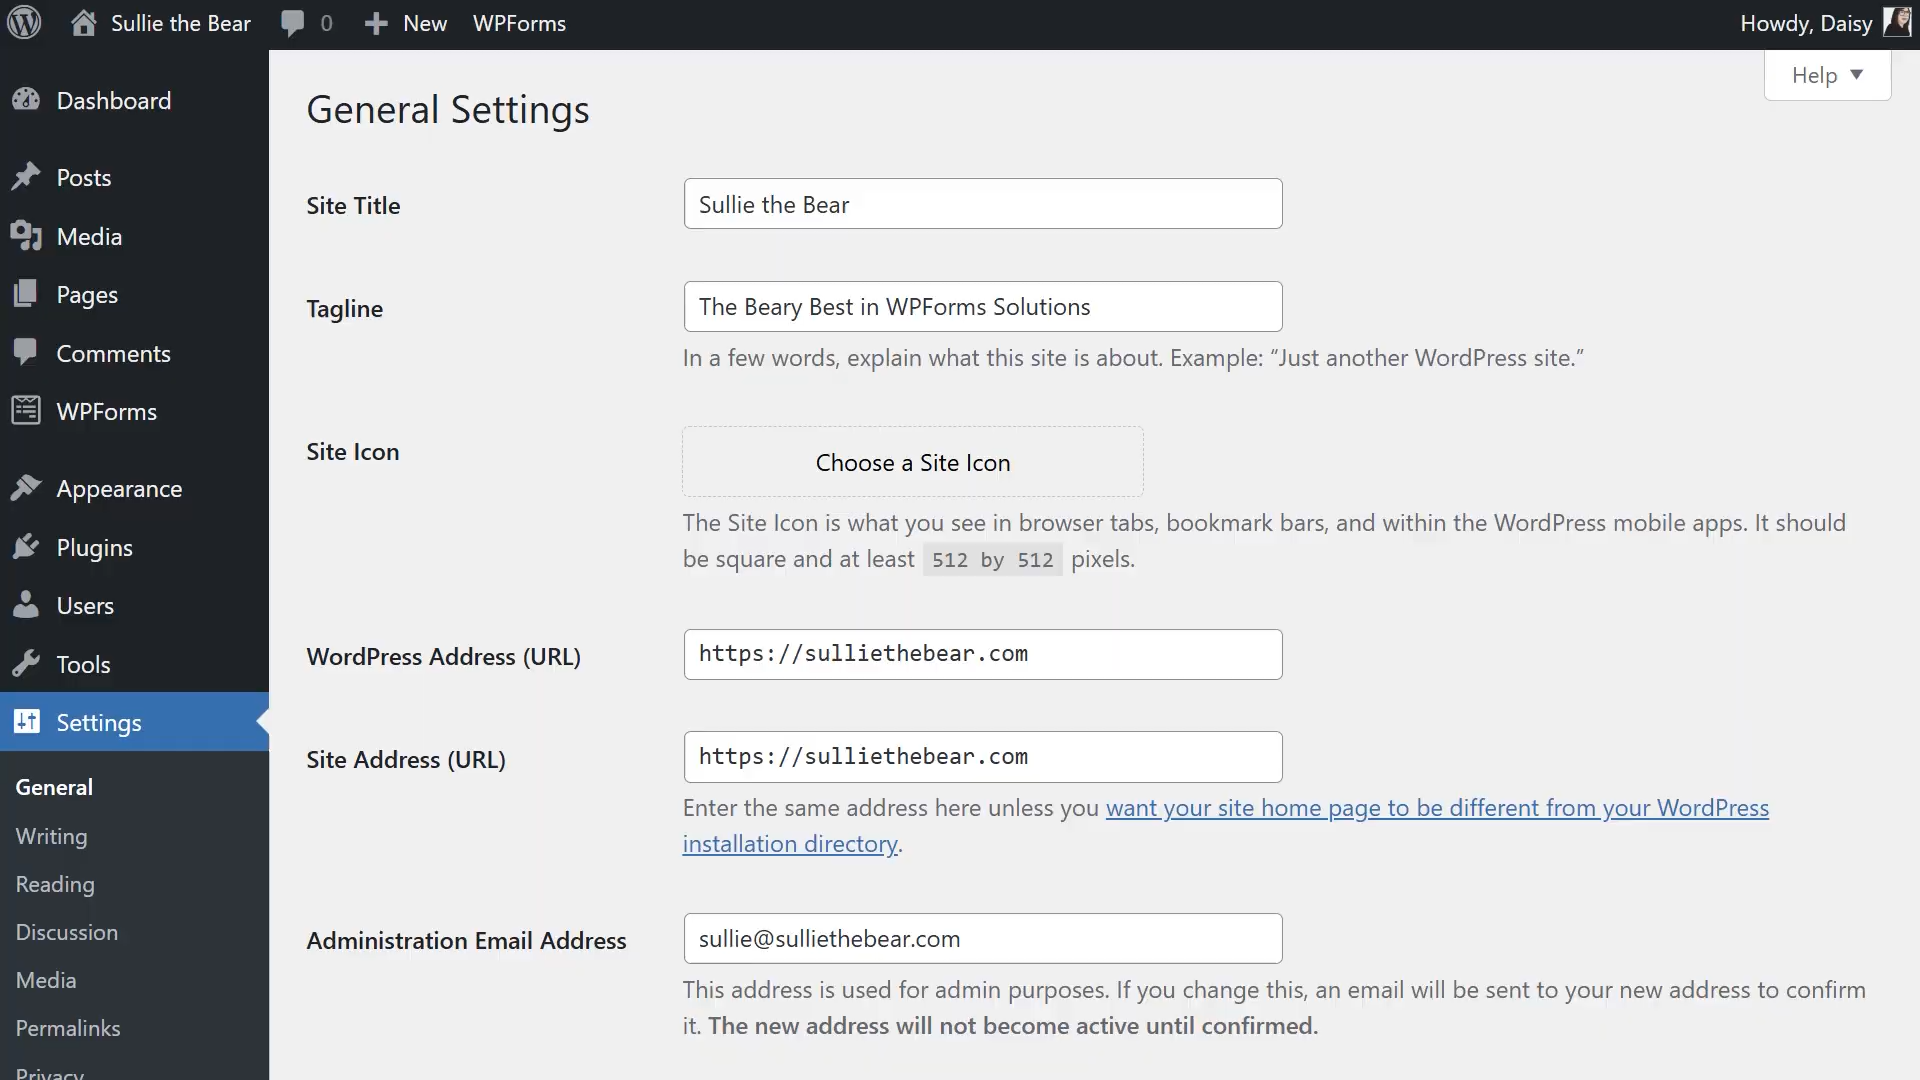 Sullie the Bear
0
New
WPForms
Howdy, Daisy
Help
Dashboard
Posts
Media
Pages
Comments
WPForms
Appearance
Plugins
Users
Tools
Settings
General
Writing
Reading
Discussion
Media
Permalinks
Privacy
General Settings
Site Title
Sullie the Bear
Tagline
The Beary Best in WPForms Solutions
In a few words, explain what this site is about. Example: “Just another WordPress site.”
Site Icon
Choose a Site Icon
The Site Icon is what you see in browser tabs, bookmark bars, and within the WordPress mobile apps. It should
be square and at least 512 by 512 pixels.
WordPress Address (URL)
https://sulliethebear.com
Site Address (URL)
https://sulliethebear.com
Enter the same address here unless you want your site home page to be different from your WordPress
installation directory.
Administration Email Address
sullie@sulliethebear.com
This address is used for admin purposes. If you change this, an email will be sent to your new address to confirm
it. The new address will not become active until confirmed.